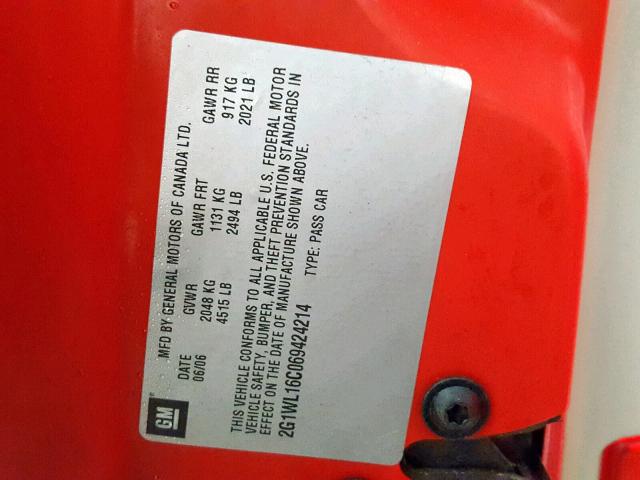 GM
MFD BY GENERAL MOTORS OF CANADA LTD.
DATE GVWR GAWR FRT GAWR RR
06/06 2048 KG 1131 KG 917 KG
4515 LB 2494 LB 2021 LB
THIS VEHICLE CONFORMS TO ALL APPLICABLE U.S. FEDERAL MOTOR
VEHICLE SAFETY, BUMPER, AND THEFT PREVENTION STANDARDS IN
EFFECT ON THE DATE OF MANUFACTURE SHOWN ABOVE.
2G1WL16C069424214 TYPE: PASS CAR